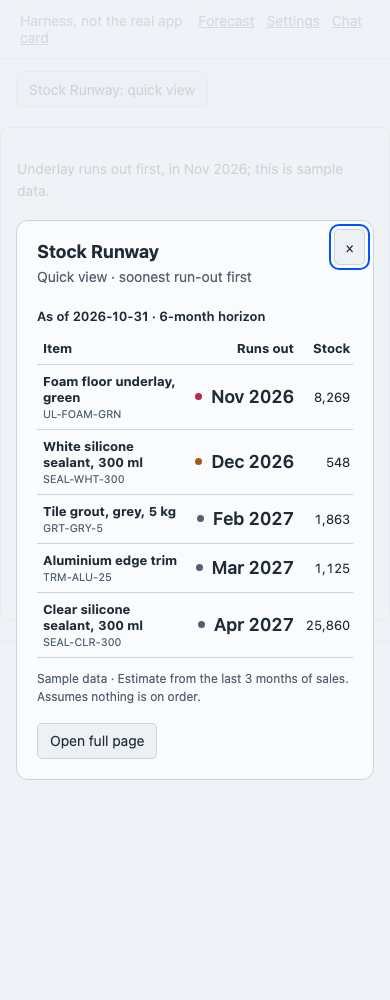 Harness, not the real app Forecast Settings Chat
card
Stock Runway: quick view
Underlay runs out first, in Nov 2026; this is sample
data.
Stock Runway
×
Quick view · soonest run-out first
As of 2026-10-31 · 6-month horizon
Item Runs out Stock
Foam floor underlay,
green
UL-FOAM-GRN
Nov 2026 8,269
White silicone
sealant, 300 ml
SEAL-WHT-300
Dec 2026 548
Tile grout, grey, 5 kg
GRT-GRY-5
Feb 2027 1,863
Aluminium edge trim
TRM-ALU-25
Mar 2027 1,125
Clear silicone
sealant, 300 ml
SEAL-CLR-300
Apr 2027 25,860
Sample data · Estimate from the last 3 months of sales.
Assumes nothing is on order.
Open full page